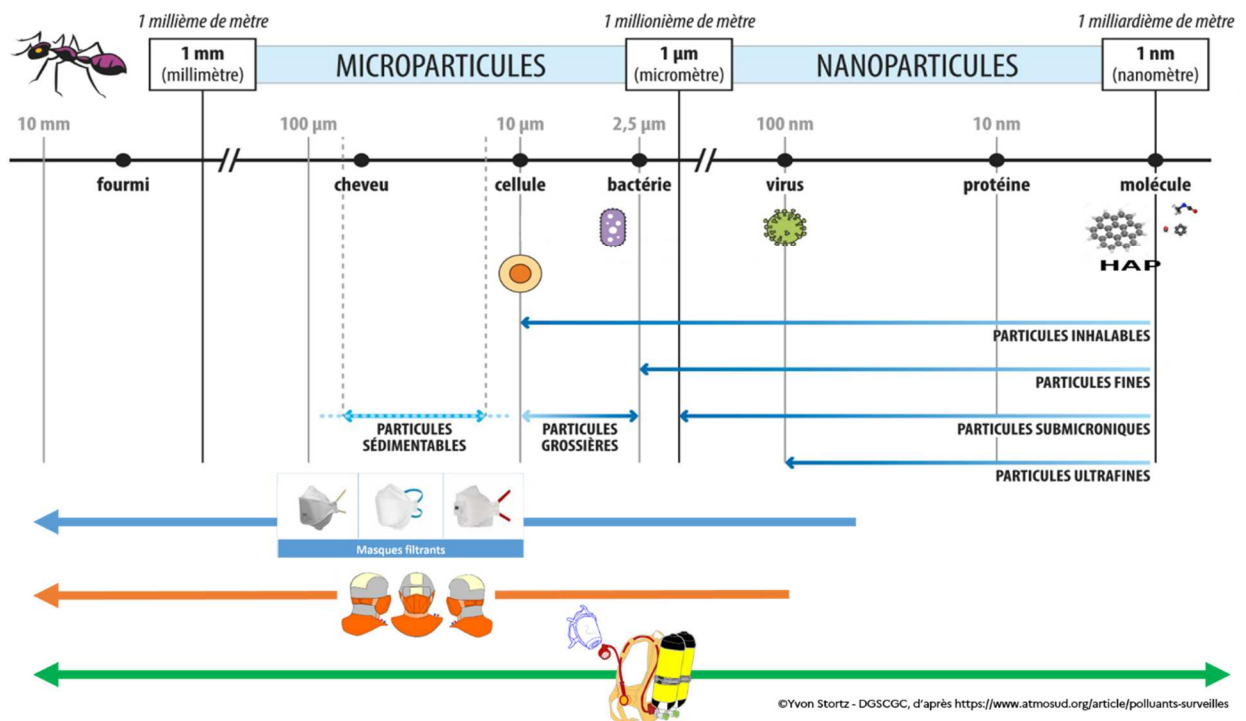 1 millième de mètre
1 millionième de mètre
1 milliardième de mètre
1 mm
(millimètre)
MICROPARTICULES
1 µm
(micromètre)
NANOPARTICULES
1 nm
(nanomètre)
10 mm
100 µm
10 µm
2,5 µm
100 nm
10 nm
fourmi
cheveu
cellule
bactérie
virus
protéine
molécule
HAP
PARTICULES INHALABLES
PARTICULES FINES
PARTICULES
SÉDIMENTABLES
PARTICULES
GROSSIÈRES
PARTICULES SUBMICRONIQUES
PARTICULES ULTRAFINES
Masques filtrants
©Yvon Stortz - DGSCGC, d'après https://www.atmosud.org/article/polluants-surveilles